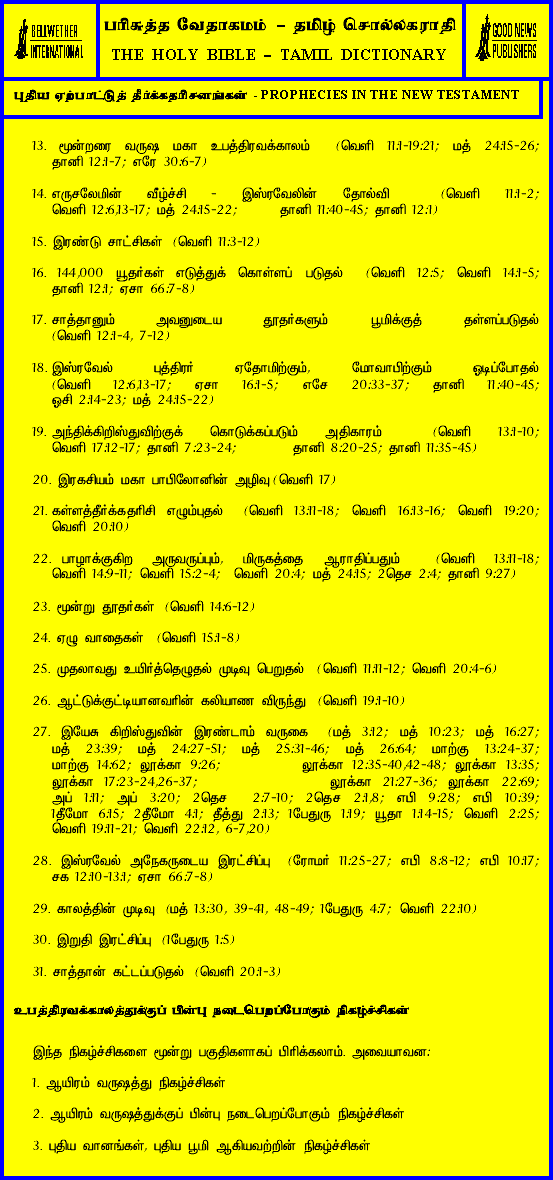 BELLWETHER
INTERNATIONAL
பரிசுத்த வேதாகமம் – தமிழ் சொல்லகராதி
THE HOLY BIBLE – TAMIL DICTIONARY
GOOD NEWS
PUBLISHERS
புதிய ஏற்பாட்டுத் தீர்க்கதரிசனங்கள் - PROPHECIES IN THE NEW TESTAMENT
13. மூன்றரை வருஷ மகா உபத்திரவக்காலம் (வெளி 11:1-19:21; மத் 24:15-26;
தானி 12:1-7; எரே 30:6-7)
14. எருசலேமின் வீழ்ச்சி - இஸ்ரவேலின் தோல்வி (வெளி 11:1-2;
வெளி 12:6,13-17; மத் 24:15-22; தானி 11:40-45; தானி 12:1)
15. இரண்டு சாட்சிகள் (வெளி 11:3-12)
16. 144,000 யூதர்கள் எடுத்துக் கொள்ளப் படுதல் (வெளி 12:5; வெளி 14:1-5;
தானி 12:1; ஏசா 66:7-8)
17. சாத்தானும் அவனுடைய தூதர்களும் பூமிக்குத் தள்ளப்படுதல்
(வெளி 12:1-4, 7-12)
18. இஸ்ரவேல் புத்திரர் ஏதோமிற்கும், மோவாபிற்கும் ஓடிப்போதல்
(வெளி 12:6,13-17; ஏசா 16:1-5; எசே 20:33-37; தானி 11:40-45;
ஓசி 2:14-23; மத் 24:15-22)
19. அந்திக்கிறிஸ்துவிற்குக் கொடுக்கப்படும் அதிகாரம் (வெளி 13:1-10;
வெளி 17:12-17; தானி 7:23-24; தானி 8:20-25; தானி 11:35-45)
20. இரகசியம் மகா பாபிலோனின் அழிவு (வெளி 17)
21. கள்ளத்தீர்க்கதரிசி எழும்புதல் (வெளி 13:11-18; வெளி 16:13-16; வெளி 19:20;
வெளி 20:10)
22. பாழாக்குகிற அருவருப்பும், மிருகத்தை ஆராதிப்பதும் (வெளி 13:11-18;
வெளி 14:9-11; வெளி 15:2-4; வெளி 20:4; மத் 24:15; 2தெச 2:4; தானி 9:27)
23. மூன்று தூதர்கள் (வெளி 14:6-12)
24. ஏழு வாதைகள் (வெளி 15:1-8)
25. முதலாவது உயிர்த்தெழுதல் முடிவு பெறுதல் (வெளி 11:11-12; வெளி 20:4-6)
26. ஆட்டுக்குட்டியானவரின் கலியாண விருந்து (வெளி 19:1-10)
27. இயேசு கிறிஸ்துவின் இரண்டாம் வருகை (மத் 3:12; மத் 10:23; மத் 16:27;
மத் 23:39; மத் 24:27-51; மத் 25:31-46; மத் 26:64; மாற்கு 13:24-37;
மாற்கு 14:62; லூக்கா 9:26; லூக்கா 12:35-40,42-48; லூக்கா 13:35;
லூக்கா 17:23-24,26-37; லூக்கா 21:27-36; லூக்கா 22:69;
அப் 1:11; அப் 3:20; 2தெச 2:7-10; 2தெச 2:1,8; எபி 9:28; எபி 10:39;
1தீமோ 6:15; 2தீமோ 4:1; தீத்து 2:13; 1பேதுரு 1:19; யூதா 1:14-15; வெளி 2:25;
வெளி 19:11-21; வெளி 22:12, 6-7,20)
28. இஸ்ரவேல் அநேகருடைய இரட்சிப்பு (ரோமர் 11:25-27; எபி 8:8-12; எபி 10:17;
சக 12:10-13:1; ஏசா 66:7-8)
29. காலத்தின் முடிவு (மத் 13:30, 39-41, 48-49; 1பேதுரு 4:7; வெளி 22:10)
30. இறுதி இரட்சிப்பு (1பேதுரு 1:5)
31. சாத்தான் கட்டப்படுதல் (வெளி 20:1-3)
உபத்திரவக்காலத்துக்குப் பின்பு நடைபெறப்போகும் நிகழ்ச்சிகள்
இந்த நிகழ்ச்சிகளை மூன்று பகுதிகளாகப் பிரிக்கலாம். அவையாவன:
1. ஆயிரம் வருஷத்து நிகழ்ச்சிகள்
2. ஆயிரம் வருஷத்துக்குப் பின்பு நடைபெறப்போகும் நிகழ்ச்சிகள்
3. புதிய வானங்கள், புதிய பூமி ஆகியவற்றின் நிகழ்ச்சிகள்